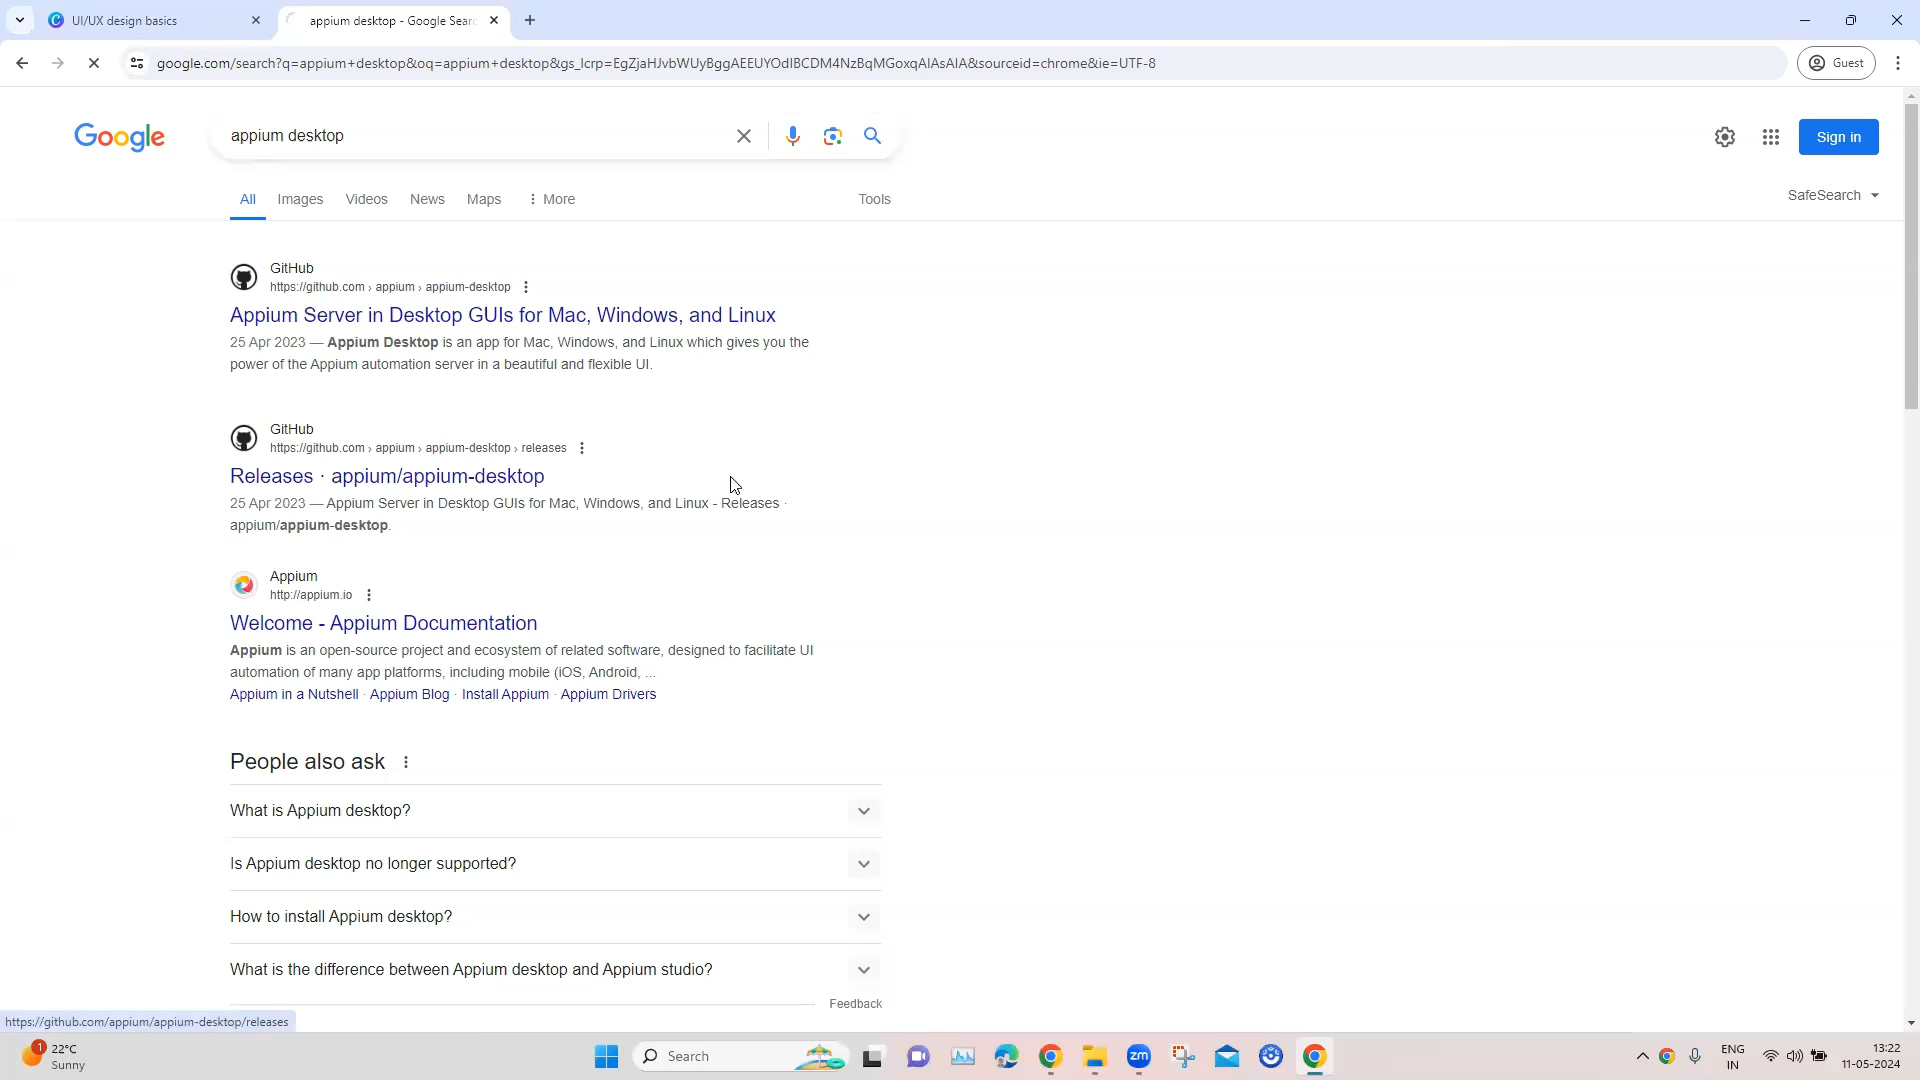 UI/UX design basics
appium desktop - Google Sear
google.com/search?q=appium+desktop&oq=appium+desktop&gs_lcrp=EgZjaHJvbWUyBggAEEUYOdIBCDM4NzBqMGoxqAIAsAIA&sourceid=chrome&ie=UTF-8
Guest
Google
appium desktop
Sign in
All Images Videos News Maps More Tools
SafeSearch
GitHub
https://github.com › appium › appium-desktop
Appium Server in Desktop GUIs for Mac, Windows, and Linux
25 Apr 2023 — Appium Desktop is an app for Mac, Windows, and Linux which gives you the
power of the Appium automation server in a beautiful and flexible UI.
GitHub
https://github.com › appium › appium-desktop › releases
Releases · appium/appium-desktop
25 Apr 2023 — Appium Server in Desktop GUIs for Mac, Windows, and Linux - Releases ·
appium/appium-desktop.
Appium
http://appium.io
Welcome - Appium Documentation
Appium is an open-source project and ecosystem of related software, designed to facilitate UI
automation of many app platforms, including mobile (iOS, Android, ...
Appium in a Nutshell · Appium Blog · Install Appium · Appium Drivers
People also ask
What is Appium desktop?
Is Appium desktop no longer supported?
How to install Appium desktop?
What is the difference between Appium desktop and Appium studio?
Feedback
https://github.com/appium/appium-desktop/releases
1
22°C
Sunny
Search
zm
ENG
IN
13:22
11-05-2024